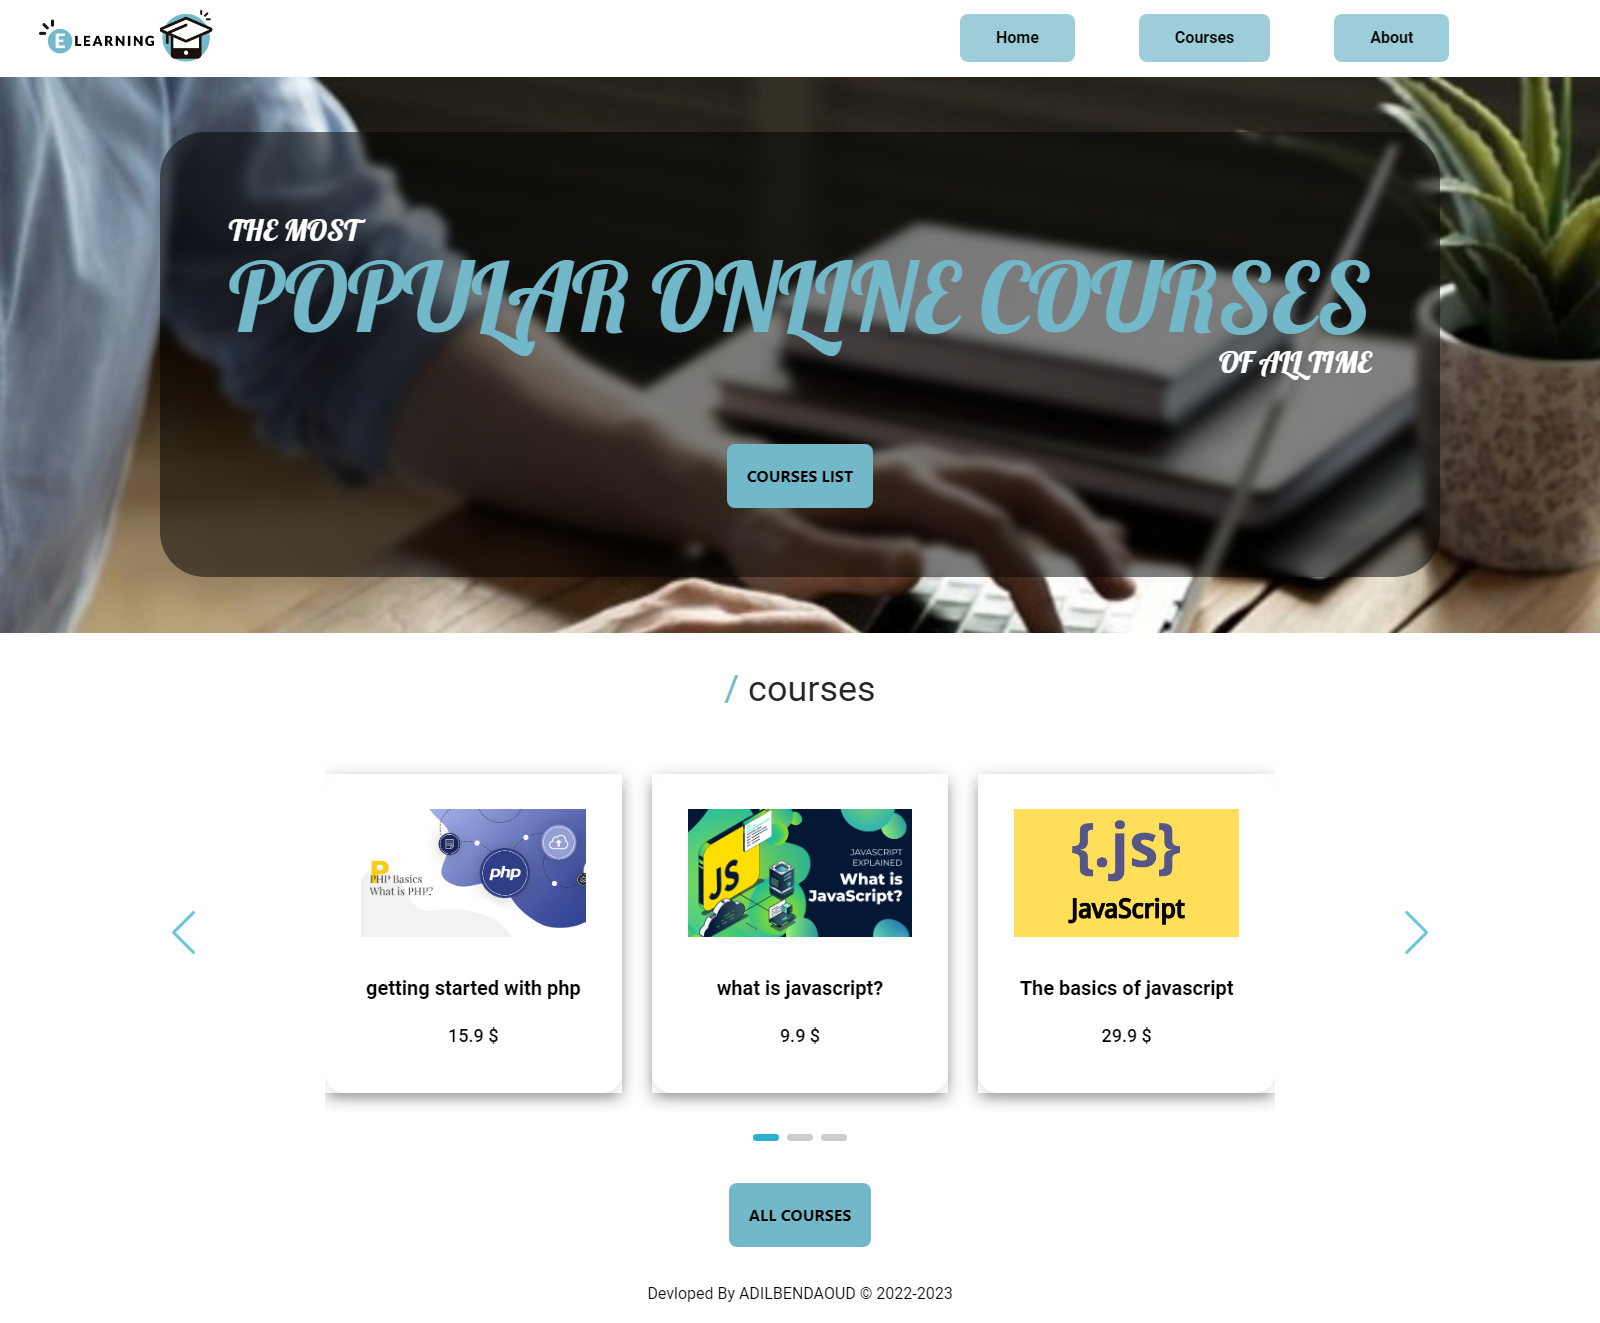 E LEARNING
Home
Courses
About
THE MOST
POPULAR ONLINE COURSES
OF ALL TIME
COURSES LIST
/ courses
P
PHP Basics
What is PHP?
php
JS
JAVASCRIPT
EXPLAINED
What is
JavaScript?
{.js}
JavaScript
getting started with php
what is javascript?
The basics of javascript
15.9 $
9.9 $
29.9 $
ALL COURSES
Devloped By ADILBENDAOUD © 2022-2023